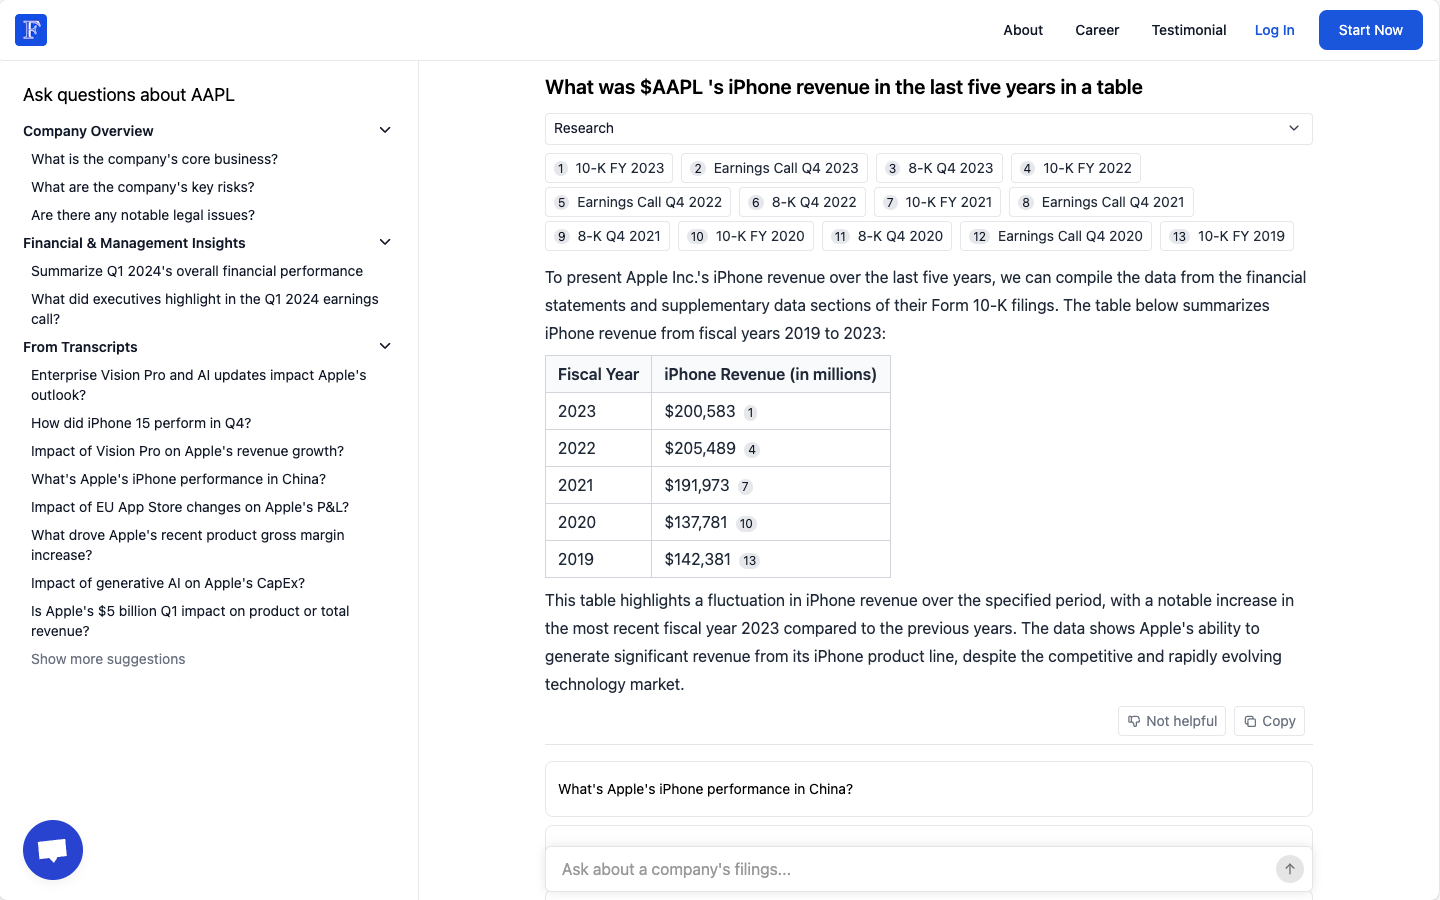 F
About Career Testimonial Log In Start Now
Ask questions about AAPL
Company Overview
What is the company's core business?
What are the company's key risks?
Are there any notable legal issues?
Financial & Management Insights
Summarize Q1 2024's overall financial performance
What did executives highlight in the Q1 2024 earnings
call?
From Transcripts
Enterprise Vision Pro and AI updates impact Apple's
outlook?
How did iPhone 15 perform in Q4?
Impact of Vision Pro on Apple's revenue growth?
What's Apple's iPhone performance in China?
Impact of EU App Store changes on Apple's P&L?
What drove Apple's recent product gross margin
increase?
Impact of generative AI on Apple's CapEx?
Is Apple's $5 billion Q1 impact on product or total
revenue?
Show more suggestions
What was $AAPL 's iPhone revenue in the last five years in a table
Research
1 10-K FY 2023 2 Earnings Call Q4 2023 3 8-K Q4 2023 4 10-K FY 2022
5 Earnings Call Q4 2022 6 8-K Q4 2022 7 10-K FY 2021 8 Earnings Call Q4 2021
9 8-K Q4 2021 10 10-K FY 2020 11 8-K Q4 2020 12 Earnings Call Q4 2020 13 10-K FY 2019
To present Apple Inc.'s iPhone revenue over the last five years, we can compile the data from the financial
statements and supplementary data sections of their Form 10-K filings. The table below summarizes
iPhone revenue from fiscal years 2019 to 2023:
Fiscal Year iPhone Revenue (in millions)
2023 $200,583 1
2022 $205,489 4
2021 $191,973 7
2020 $137,781 10
2019 $142,381 13
This table highlights a fluctuation in iPhone revenue over the specified period, with a notable increase in
the most recent fiscal year 2023 compared to the previous years. The data shows Apple's ability to
generate significant revenue from its iPhone product line, despite the competitive and rapidly evolving
technology market.
Not helpful Copy
What's Apple's iPhone performance in China?
Ask about a company's filings...